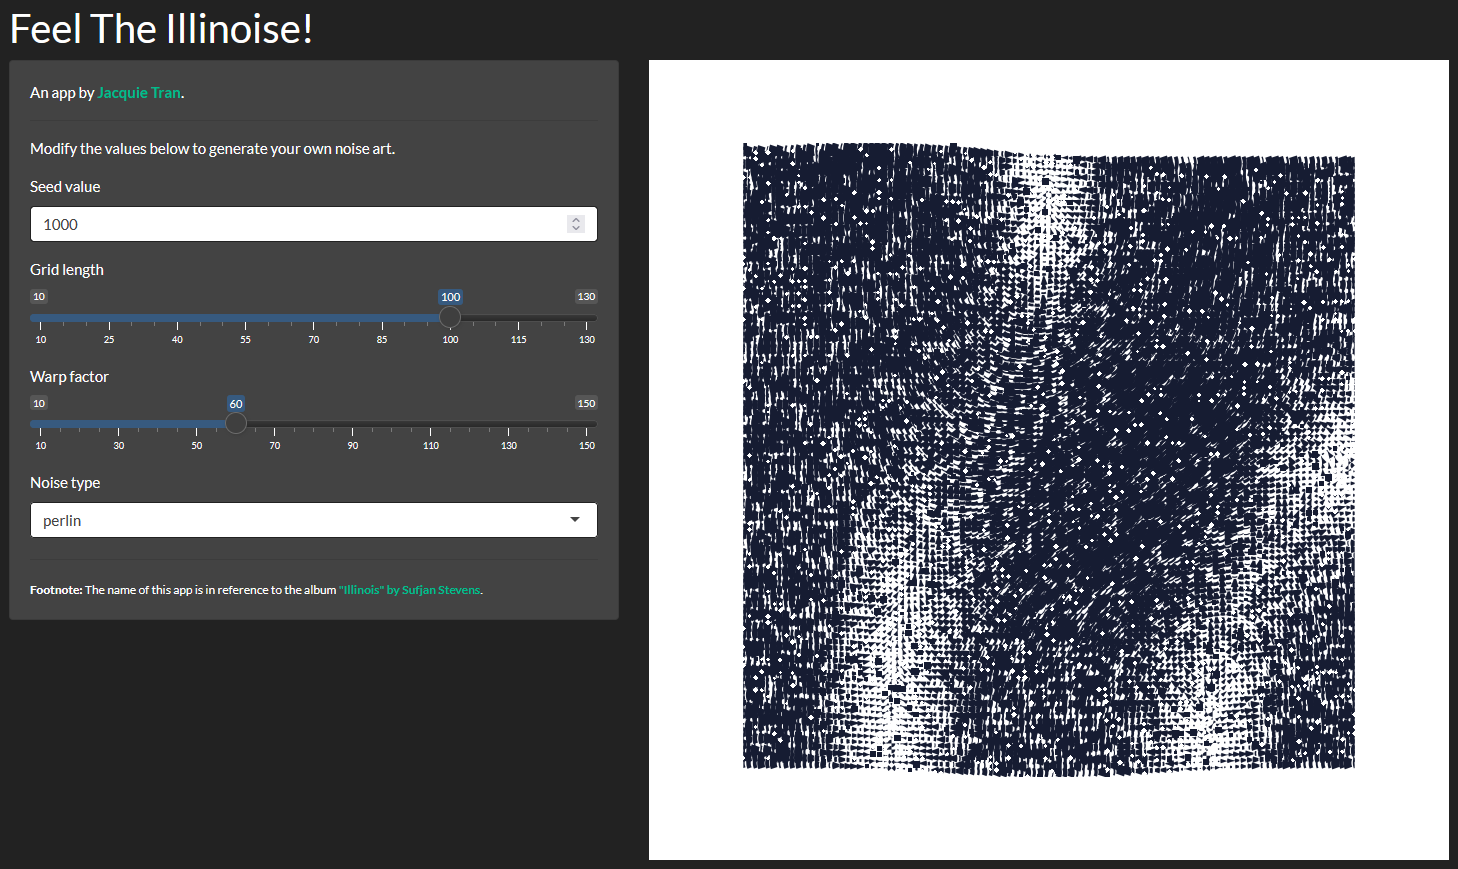 Feel The Illinoise!
An app by Jacquie Tran.
Modify the values below to generate your own noise art.
Seed value
1000
Grid length
10 100 130
10 25 40 55 70 85 100 115 130
Warp factor
10 60 150
10 30 50 70 90 110 130 150
Noise type
perlin
Footnote: The name of this app is in reference to the album "Illinois" by Sufjan Stevens.